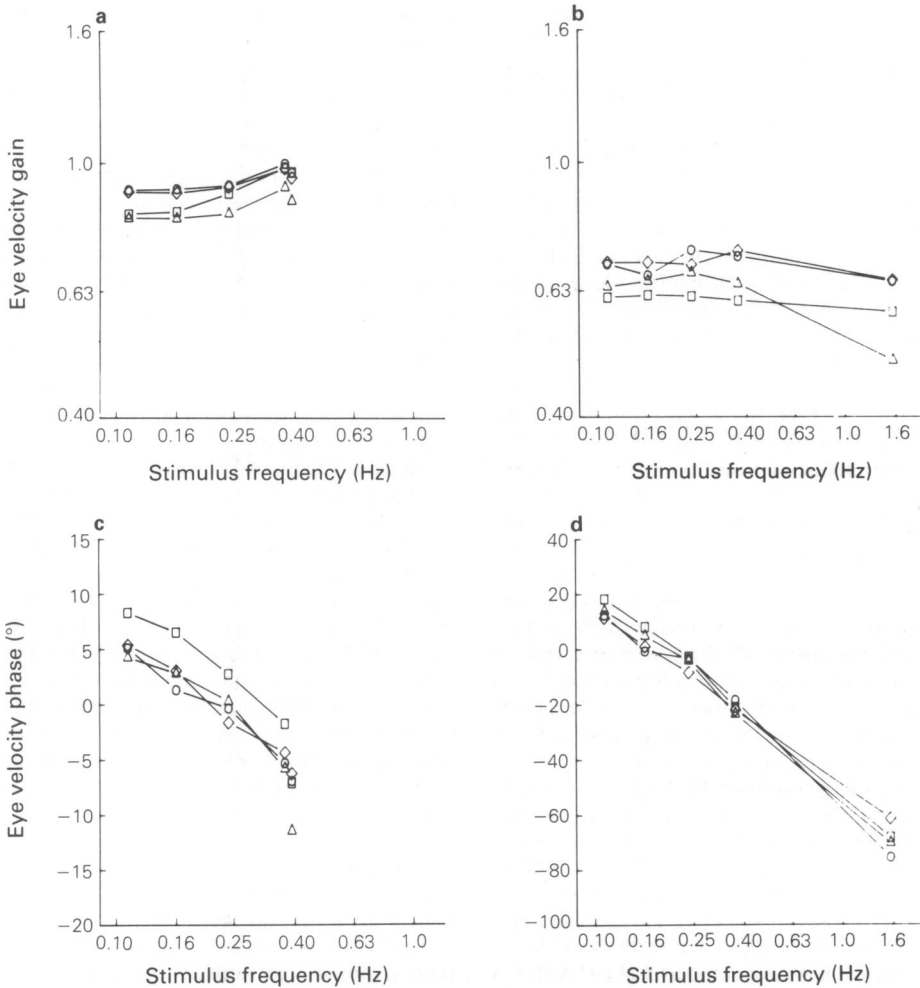 a
1.6
1.0
0.63
0.40
Eye velocity gain
0.10 0.16 0.25 0.40 0.63 1.0
Stimulus frequency (Hz)
b
1.6
1.0
0.63
0.40
0.10 0.16 0.25 0.40 0.63 1.0 1.6
Stimulus frequency (Hz)
c
15
10
5
0
−5
−10
−15
−20
Eye velocity phase (°)
0.10 0.16 0.25 0.40 0.63 1.0
Stimulus frequency (Hz)
d
40
20
0
−20
−40
−60
−80
−100
0.10 0.16 0.25 0.40 0.63 1.0 1.6
Stimulus frequency (Hz)